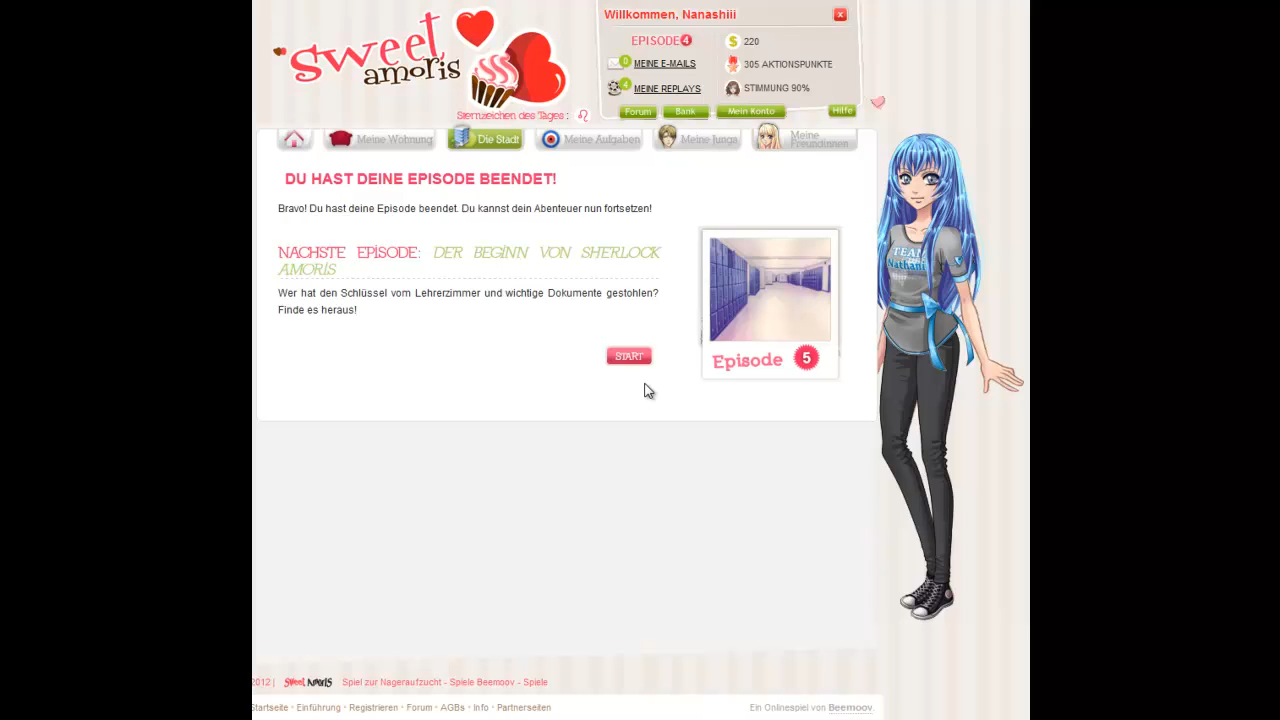 sweet
amoris
Sternzeichen des Tages :
Willkommen, Nanashiii
x
EPISODE 4
$ 220
0 MEINE E-MAILS
305 AKTIONSPUNKTE
4 MEINE REPLAYS
STIMMUNG 90%
Forum
Bank
Mein Konto
Hilfe
Meine Wohnung
Die Stadt
Meine Aufgaben
Meine Jungs
Meine
Freundinnen
DU HAST DEINE EPISODE BEENDET!
Bravo! Du hast deine Episode beendet. Du kannst dein Abenteuer nun fortsetzen!
NACHSTE EPISODE: DER BEGINN VON SHERLOCK
AMORIS
Wer hat den Schlüssel vom Lehrerzimmer und wichtige Dokumente gestohlen?
Finde es heraus!
START
Episode 5
TEAM
Nathani
2012 | Sweet Amoris Spiel zur Nageraufzucht - Spiele Beemoov - Spiele
Startseite · Einführung · Registrieren · Forum · AGBs · Info · Partnerseiten
Ein Onlinespiel von Beemoov.